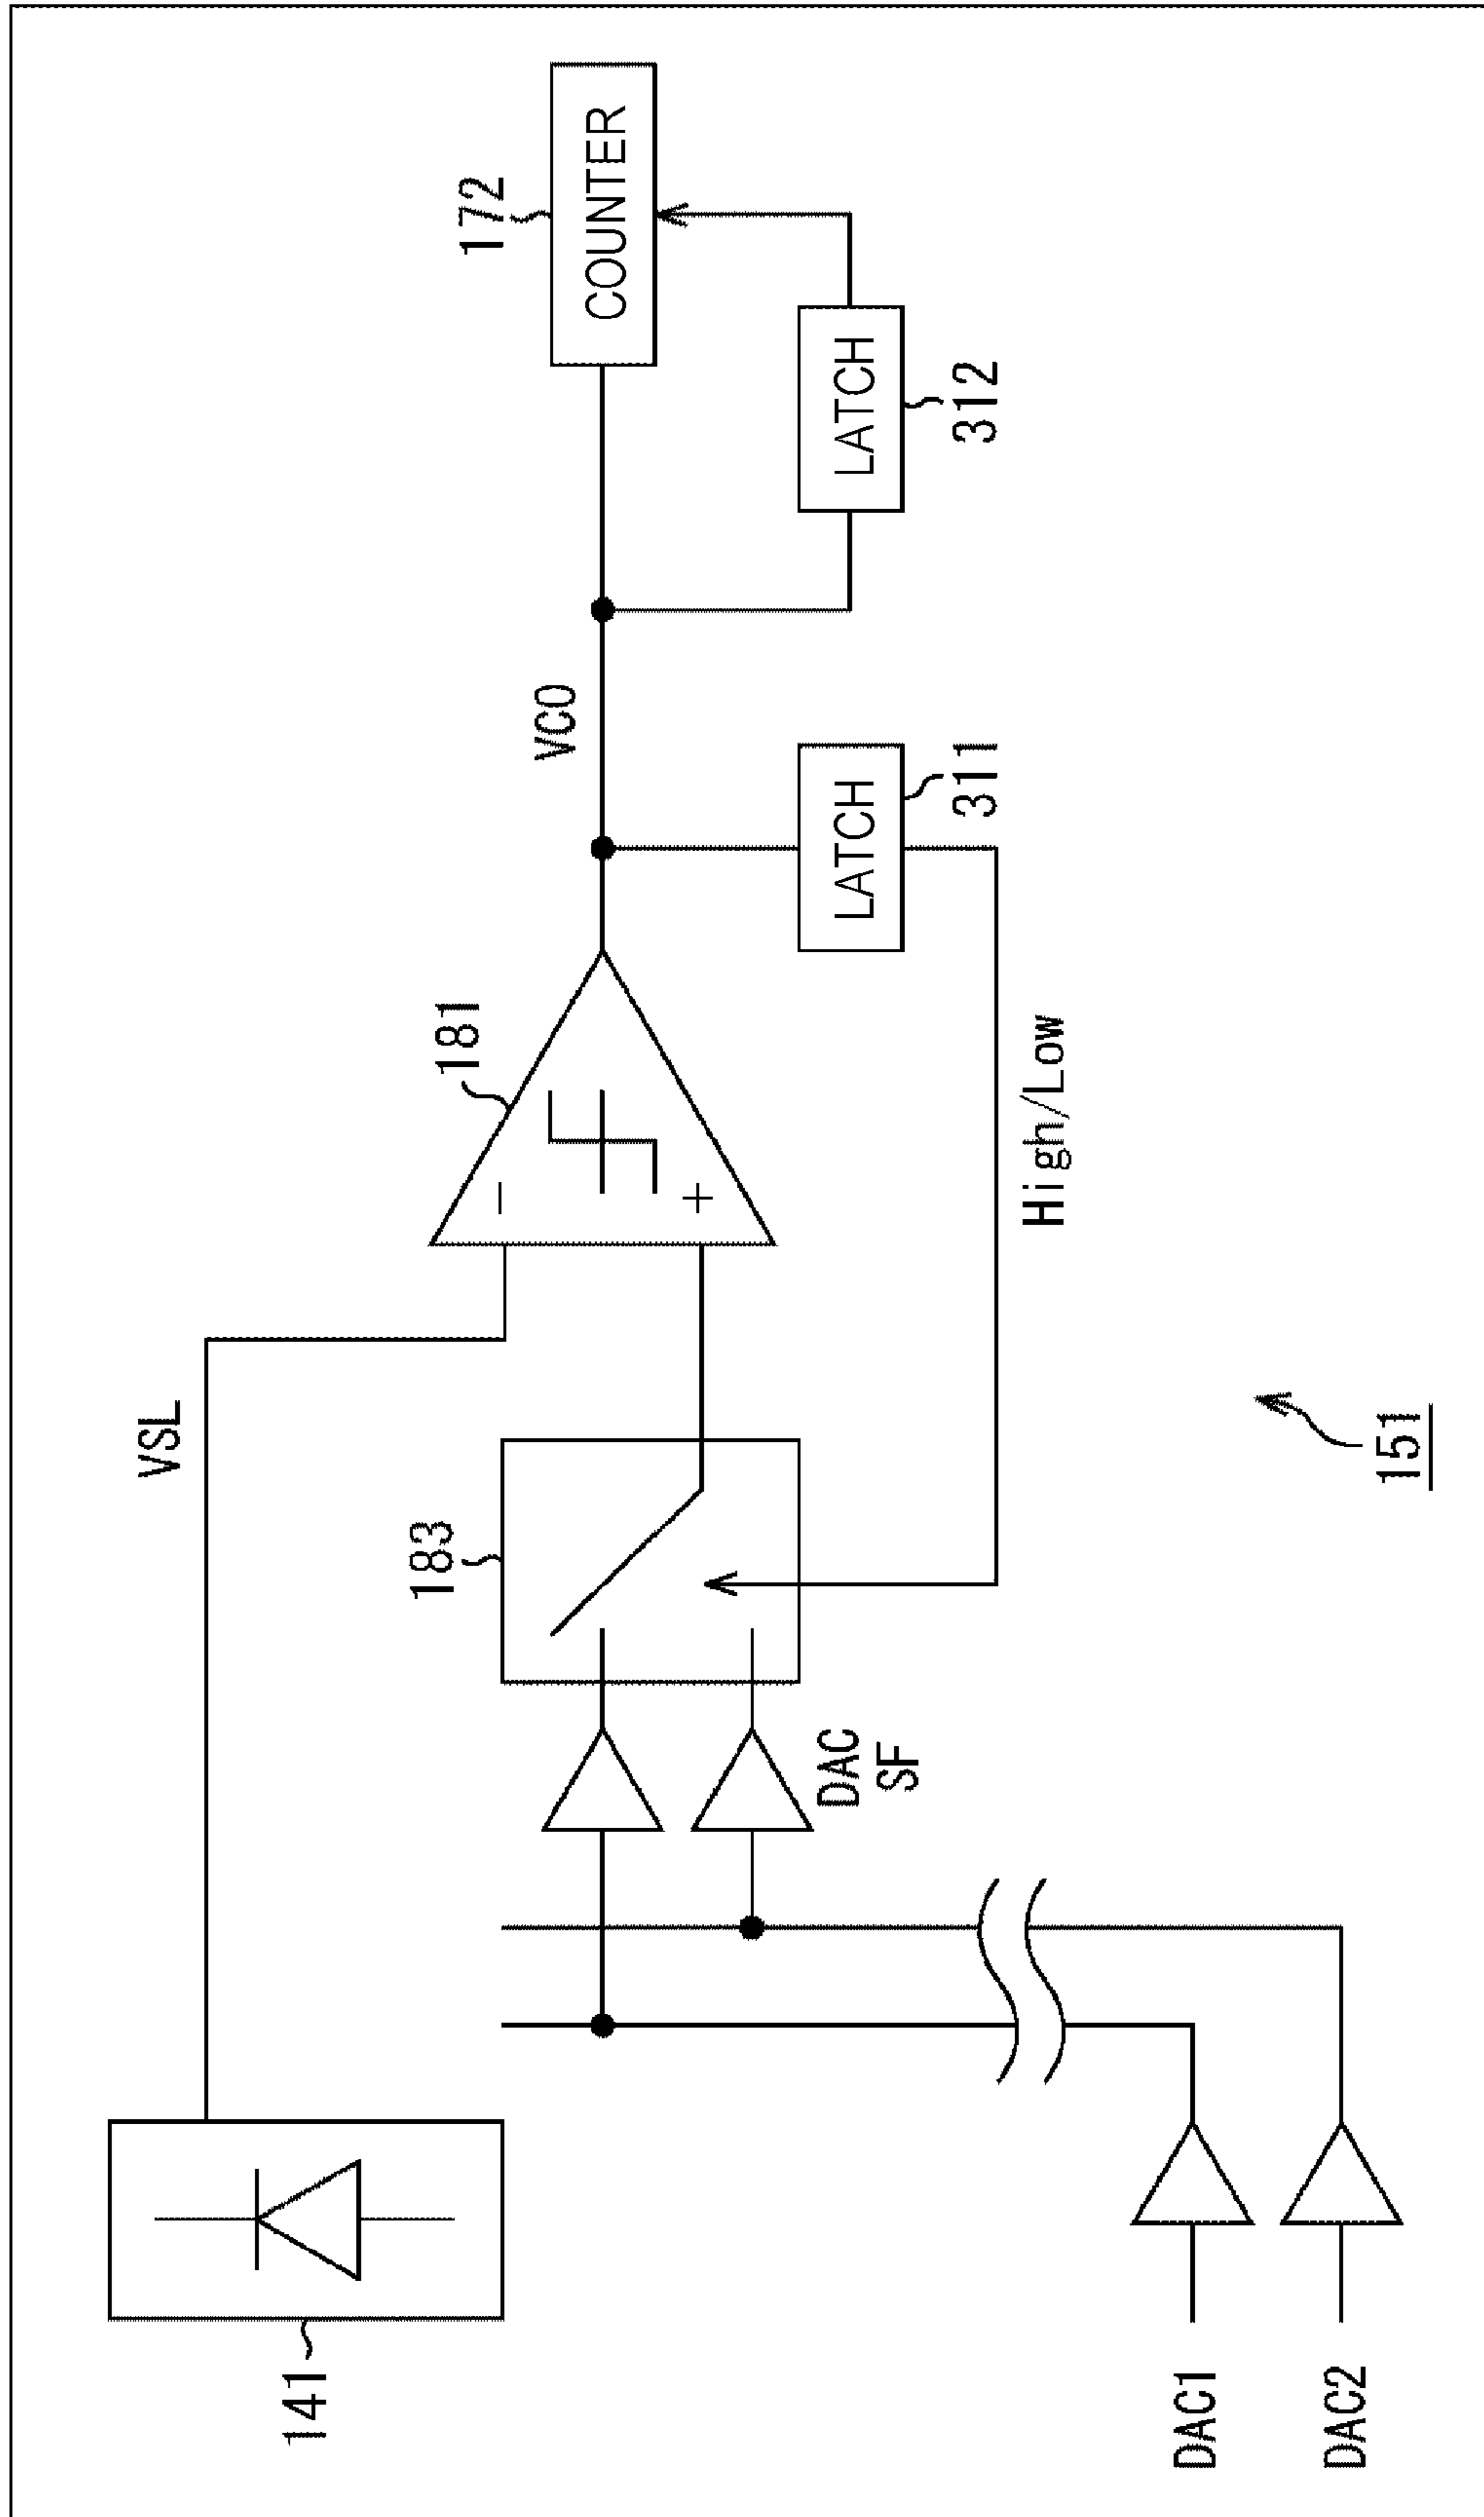 141
VSL
183
181
VCO
172
COUNTER
LATCH
311
LATCH
312
High/Low
DAC
SF
DAC1
DAC2
151